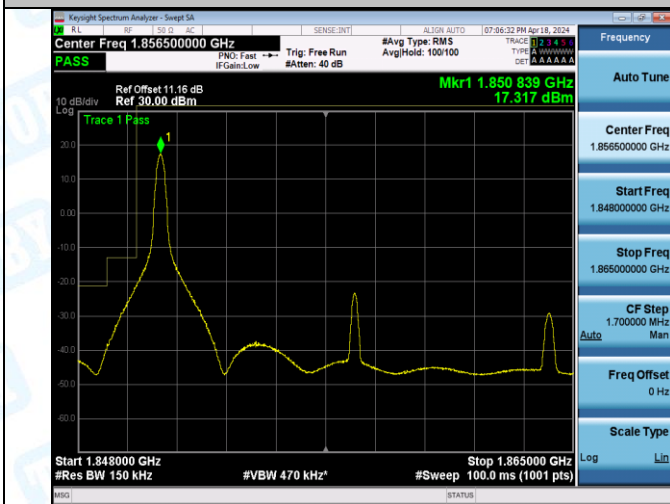 Keysight Spectrum Analyzer - Swept SA
RL RF 50 Ω AC SENSE:INT ALIGN AUTO 07:06:32 PM Apr 18, 2024
Center Freq 1.856500000 GHz #Avg Type: RMS TRACE 1 2 3 4 5 6
PNO: Fast Trig: Free Run Avg|Hold: 100/100 TYPE A WWWWW
PASS IFGain:Low #Atten: 40 dB DET A A A A A A
Mkr1 1.850 839 GHz
Ref Offset 11.16 dB
10 dB/div Ref 30.00 dBm 17.317 dBm
Log
Trace 1 Pass
1
20.0
10.0
0.00
-10.0
-20.0
-30.0
-40.0
-50.0
-60.0
Start 1.848000 GHz Stop 1.865000 GHz
#Res BW 150 kHz #VBW 470 kHz* #Sweep 100.0 ms (1001 pts)
MSG STATUS
Frequency
Auto Tune
Center Freq
1.856500000 GHz
Start Freq
1.848000000 GHz
Stop Freq
1.865000000 GHz
CF Step
1.700000 MHz
Auto Man
Freq Offset
0 Hz
Scale Type
Log Lin